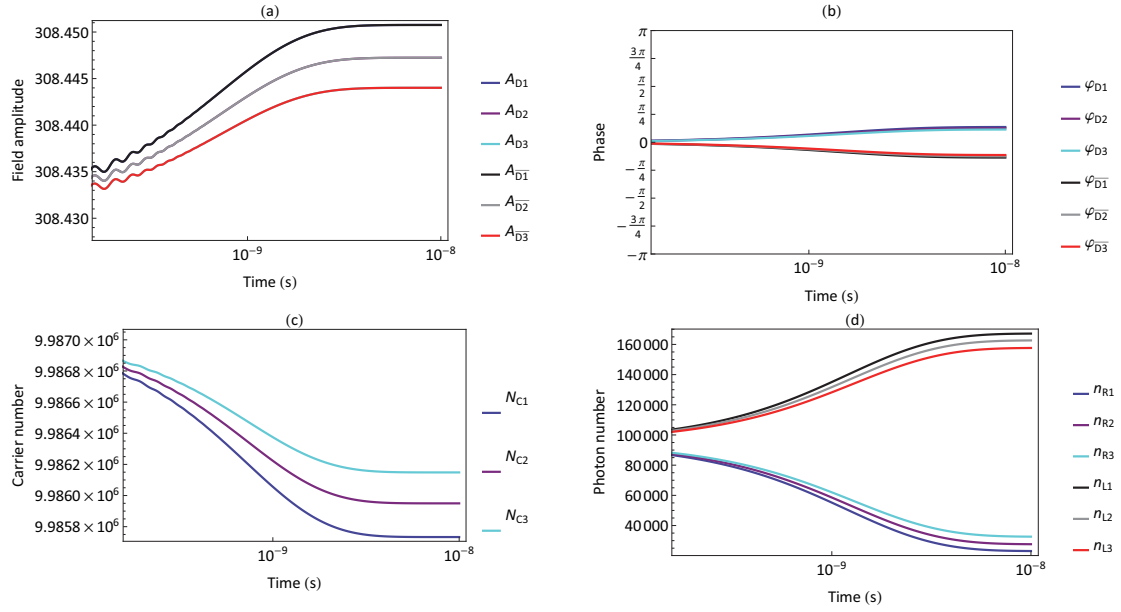 (a)
Field amplitude
308.450
308.445
308.440
308.435
308.430
10⁻⁹
10⁻⁸
Time (s)
A_D1
A_D2
A_D3
A_D̅1̅
A_D̅2̅
A_D̅3̅
(b)
Phase
π
3π/4
π/2
π/4
0
−π/4
−π/2
−3π/4
−π
10⁻⁹
10⁻⁸
Time (s)
φ_D1
φ_D2
φ_D3
φ_D̅1̅
φ_D̅2̅
φ_D̅3̅
(c)
Carrier number
9.9870 × 10⁶
9.9868 × 10⁶
9.9866 × 10⁶
9.9864 × 10⁶
9.9862 × 10⁶
9.9860 × 10⁶
9.9858 × 10⁶
10⁻⁹
10⁻⁸
Time (s)
N_C1
N_C2
N_C3
(d)
Photon number
160 000
140 000
120 000
100 000
80 000
60 000
40 000
10⁻⁹
10⁻⁸
Time (s)
n_R1
n_R2
n_R3
n_L1
n_L2
n_L3